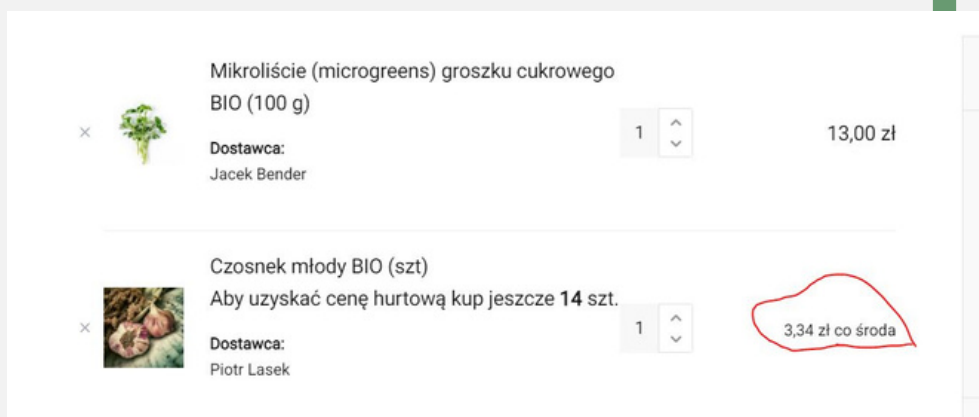 Mikroliście (microgreens) groszku cukrowego
BIO (100 g)
Dostawca:
Jacek Bender
1
13,00 zł
Czosnek młody BIO (szt)
Aby uzyskać cenę hurtową kup jeszcze 14 szt.
Dostawca:
Piotr Lasek
1
3,34 zł co środa